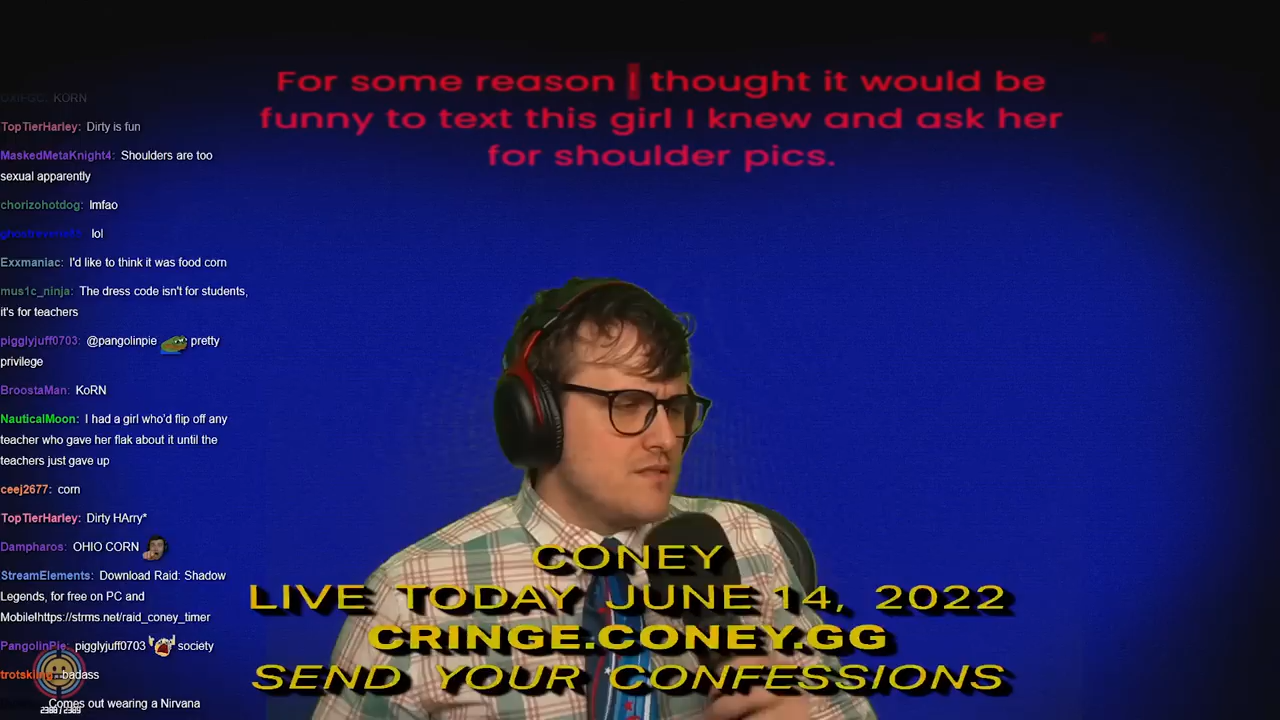 For some reason I thought it would be
funny to text this girl I knew and ask her
for shoulder pics.
KORN
TopTierHarley: Dirty is fun
MaskedMetaKnight4: Shoulders are too
sexual apparently
chorizohotdog: lmfao
lol
Exxmaniac: I'd like to think it was food corn
mus1c_ninja: The dress code isn't for students,
it's for teachers
pigglyjuff0703: @pangolinpie pretty
privilege
BroostaMan: KoRN
NauticalMoon: I had a girl who'd flip off any
teacher who gave her flak about it until the
teachers just gave up
ceej2677: corn
TopTierHarley: Dirty HArry*
Dampharos: OHIO CORN
StreamElements: Download Raid: Shadow
Legends, for free on PC and
Mobile!https://strms.net/raid_coney_timer
PangolinPie: pigglyjuff0703 society
badass
Comes out wearing a Nirvana
CONEY
LIVE TODAY JUNE 14, 2022
CRINGE.CONEY.GG
SEND YOUR CONFESSIONS